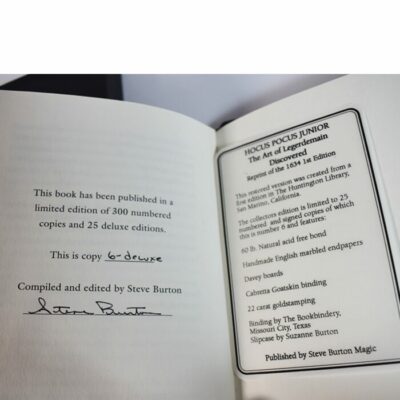 This book has been published in a
limited edition of 300 numbered
copies and 25 deluxe editions.
This is copy 6-deluxe
Compiled and edited by Steve Burton
Steve Burton
HOCUS POCUS JUNIOR
The Art of Legerdemain
Discovered
Reprint of the 1634 1st Edition
This restored version was created from a
first edition in The Huntington Library,
San Marino, California.
The collectors edition is limited to 25
numbered and signed copies of which
this is number 6 and features:
60 lb. Natural acid free hond
Handmade English marbled endpapers
Davey boards
Cabretta Goatskin binding
22 carat goldstamping
Binding by The Bookbindery,
Missouri City, Texas
Slipcase by Suzanne Burton
Published by Steve Burton Magic